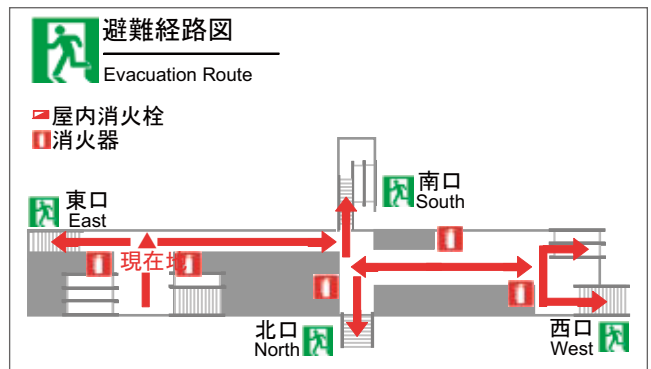 避難経路図
Evacuation Route
屋内消火栓
消火器
南口
South
東口
East
現在地
北口
North
西口
West